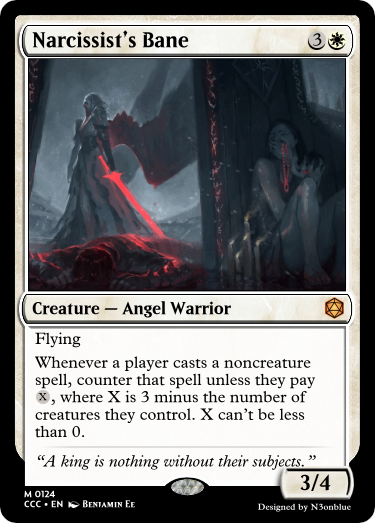 Narcissist's Bane 3
Creature — Angel Warrior
Flying
Whenever a player casts a noncreature
spell, counter that spell unless they pay
X, where X is 3 minus the number of
creatures they control. X can't be less
than 0.
“A king is nothing without their subjects.”
3/4
M 0124
CCC • EN Benjamin Ee
Designed by N3onblue